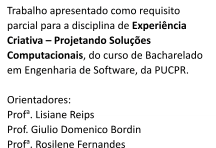 Trabalho apresentado como requisito
parcial para a disciplina de Experiência
Criativa – Projetando Soluções
Computacionais, do curso de Bacharelado
em Engenharia de Software, da PUCPR.

Orientadores:
Profª. Lisiane Reips
Prof. Giulio Domenico Bordin
Profª. Rosilene Fernandes